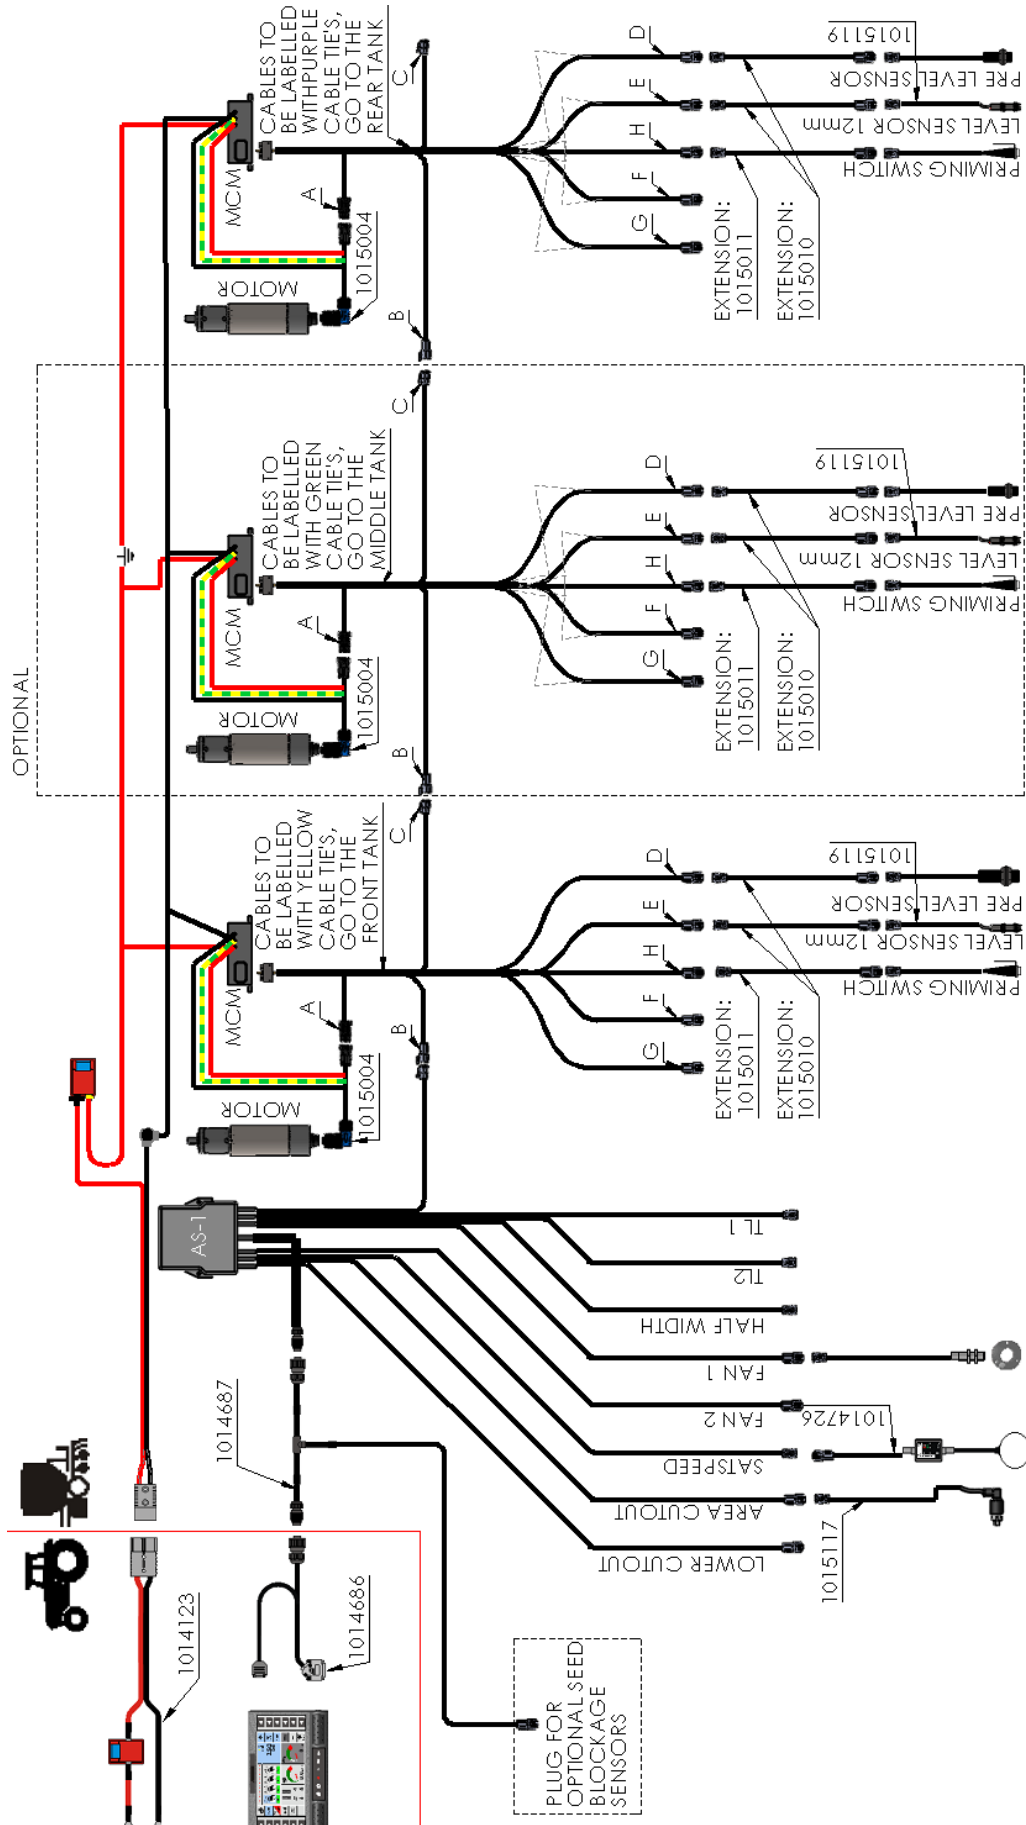 OPTIONAL
CABLES TO
BE LABELLED
WITHPURPLE
CABLE TIE'S,
GO TO THE
REAR TANK
MCM
MOTOR
A
1015004
B
C
D
E
H
F
G
EXTENSION:
1015011
EXTENSION:
1015010
1015119
PRE LEVEL SENSOR
LEVEL SENSOR 12mm
PRIMING SWITCH
CABLES TO
BE LABELLED
WITH GREEN
CABLE TIE'S,
GO TO THE
MIDDLE TANK
MCM
MOTOR
A
1015004
B
C
D
E
H
F
G
EXTENSION:
1015011
EXTENSION:
1015010
1015119
PRE LEVEL SENSOR
LEVEL SENSOR 12mm
PRIMING SWITCH
CABLES TO
BE LABELLED
WITH YELLOW
CABLE TIE'S,
GO TO THE
FRONT TANK
MCM
MOTOR
A
1015004
B
C
D
E
H
F
G
EXTENSION:
1015011
EXTENSION:
1015010
1015119
PRE LEVEL SENSOR
LEVEL SENSOR 12mm
PRIMING SWITCH
AS-1
TL1
TL2
HALF WIDTH
FAN 1
FAN 2
SATSPEED
AREA CUTOUT
LOWER CUTOUT
1014726
1015117
1014687
1014686
1014123
PLUG FOR
OPTIONAL SEED
BLOCKAGE
SENSORS